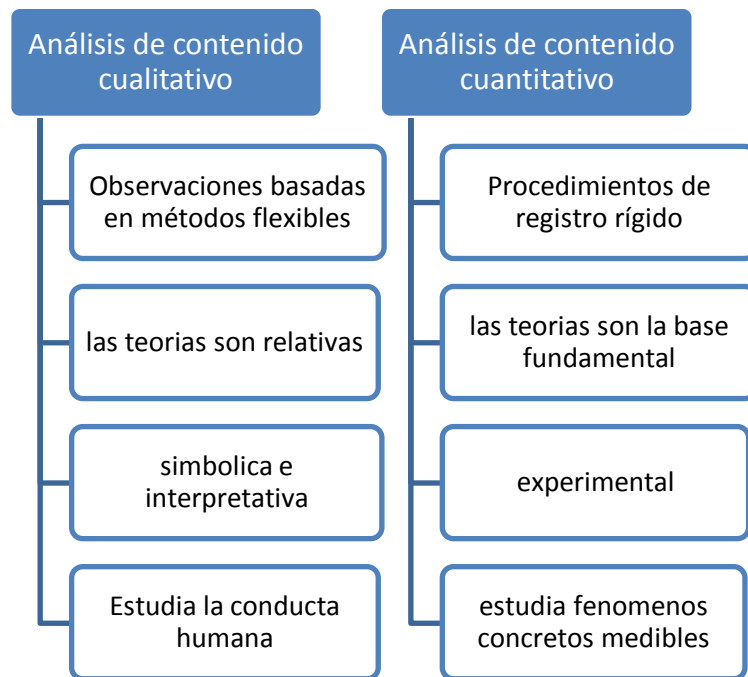 Análisis de contenido
cualitativo
Observaciones basadas
en métodos flexibles
las teorias son relativas
simbolica e
interpretativa
Estudia la conducta
humana
Análisis de contenido
cuantitativo
Procedimientos de
registro rígido
las teorias son la base
fundamental
experimental
estudia fenomenos
concretos medibles